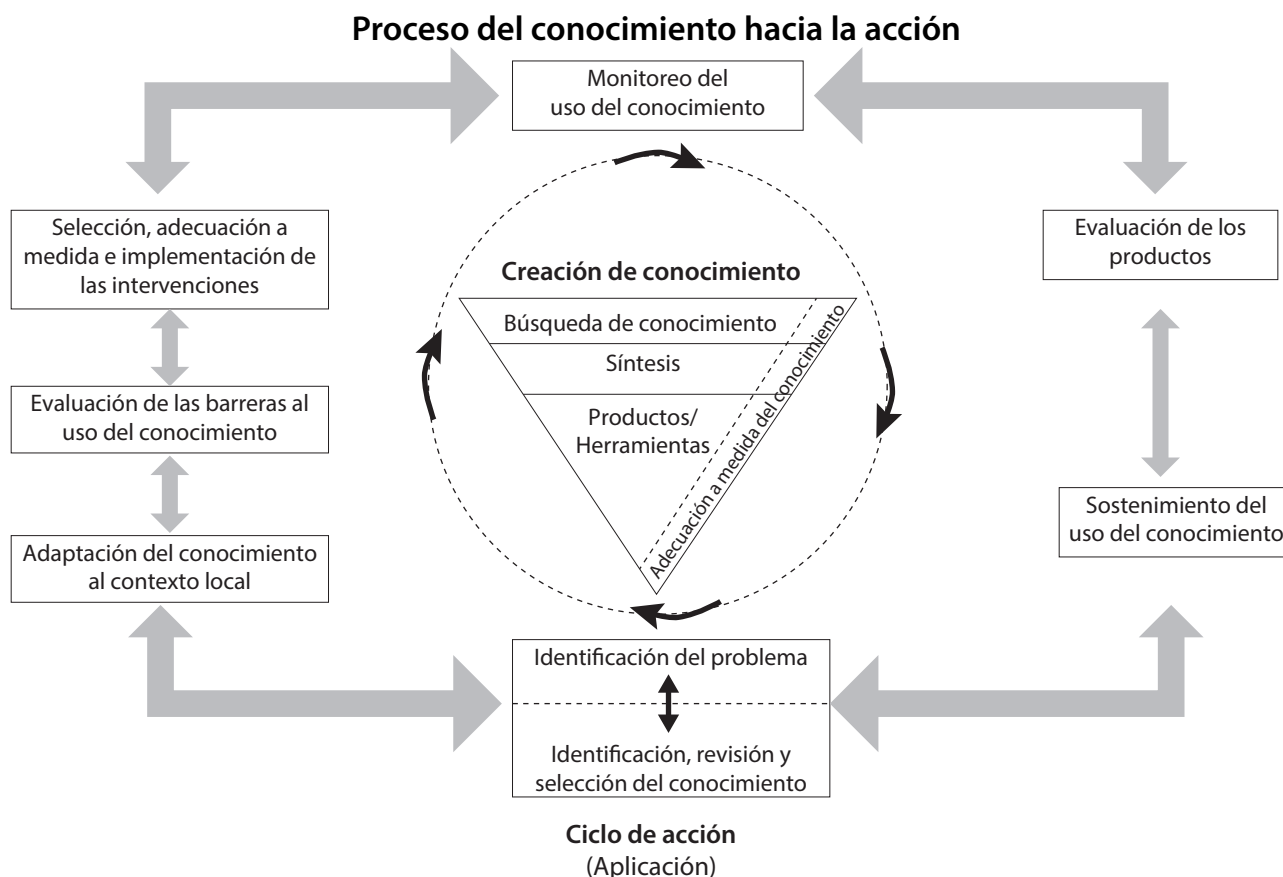 Proceso del conocimiento hacia la acción
Monitoreo del
uso del conocimiento
Selección, adecuación a
medida e implementación de
las intervenciones
Evaluación de los
productos
Creación de conocimiento
Búsqueda de conocimiento
Síntesis
Productos/
Herramientas
Adecuación a medida del conocimiento
Evaluación de las barreras al
uso del conocimiento
Sostenimiento del
uso del conocimiento
Adaptación del conocimiento
al contexto local
Identificación del problema
Identificación, revisión y
selección del conocimiento
Ciclo de acción
(Aplicación)